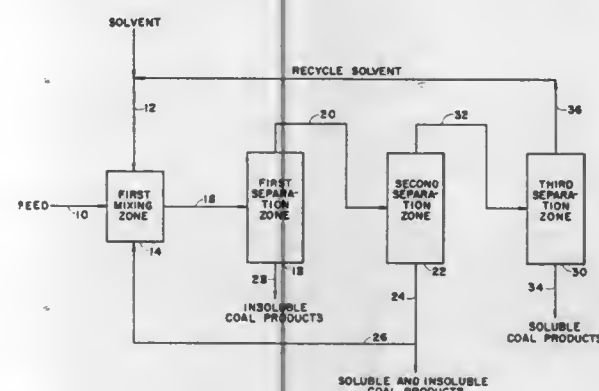 SOLVENT
RECYCLE SOLVENT
12
20
32
36
FEED
10
FIRST
MIXING
ZONE
14
18
FIRST
SEPARA-
TION
ZONE
18
28
INSOLUBLE
COAL PRODUCTS
SECOND
SEPARA-
TION
ZONE
22
24
26
THIRD
SEPARA-
TION
ZONE
30
34
SOLUBLE
COAL PRODUCTS
SOLUBLE AND INSOLUBLE
COAL PRODUCTS